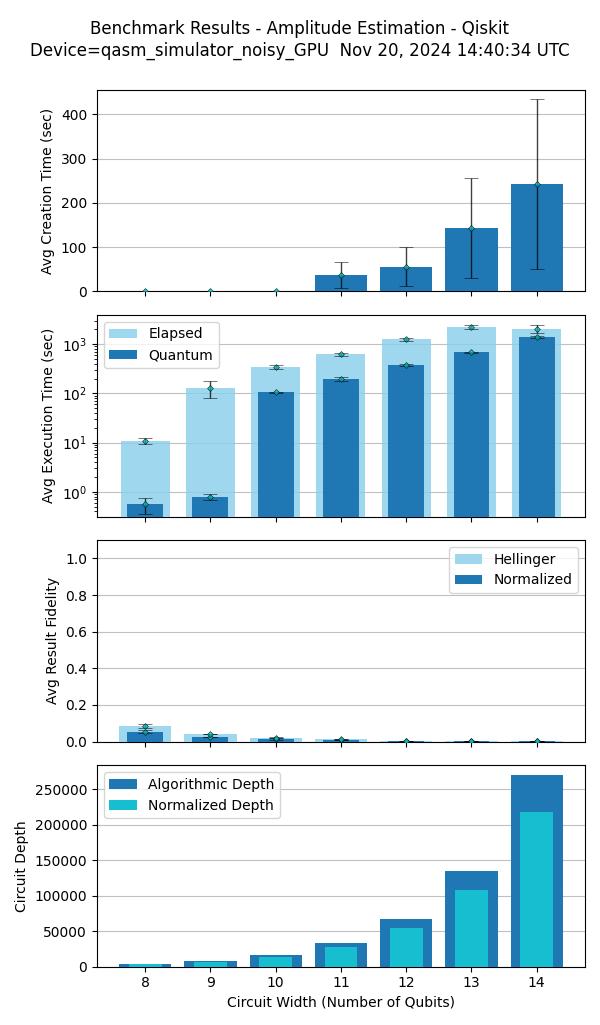 Benchmark Results - Amplitude Estimation - Qiskit
Device=qasm_simulator_noisy_GPU  Nov 20, 2024 14:40:34 UTC
Avg Creation Time (sec)
400
300
200
100
0
Avg Execution Time (sec)
Elapsed
Quantum
10³
10²
10¹
10⁰
Avg Result Fidelity
Hellinger
Normalized
1.0
0.8
0.6
0.4
0.2
0.0
Circuit Depth
Algorithmic Depth
Normalized Depth
250000
200000
150000
100000
50000
0
8 9 10 11 12 13 14
Circuit Width (Number of Qubits)